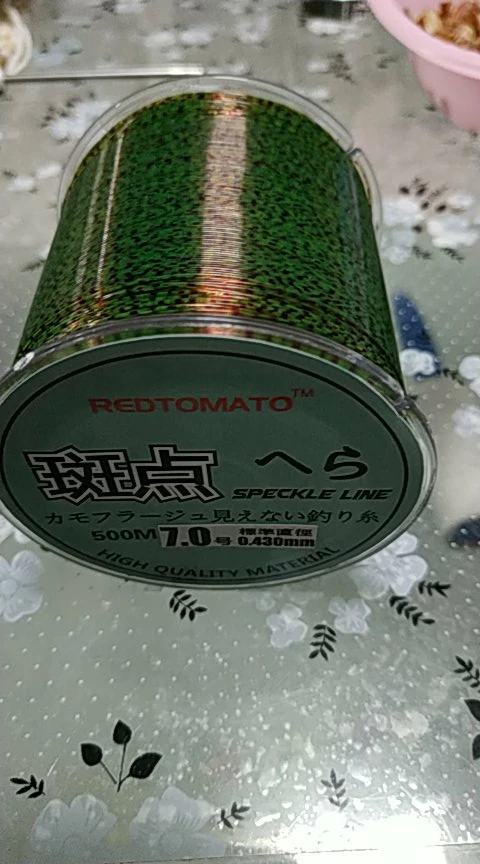 REDTOMATO™
斑点 へら
SPECKLE LINE
カモフラージュ見えない釣り糸
500M 7.0号 標準直徑 0.430mm
HIGH QUALITY MATERIAL